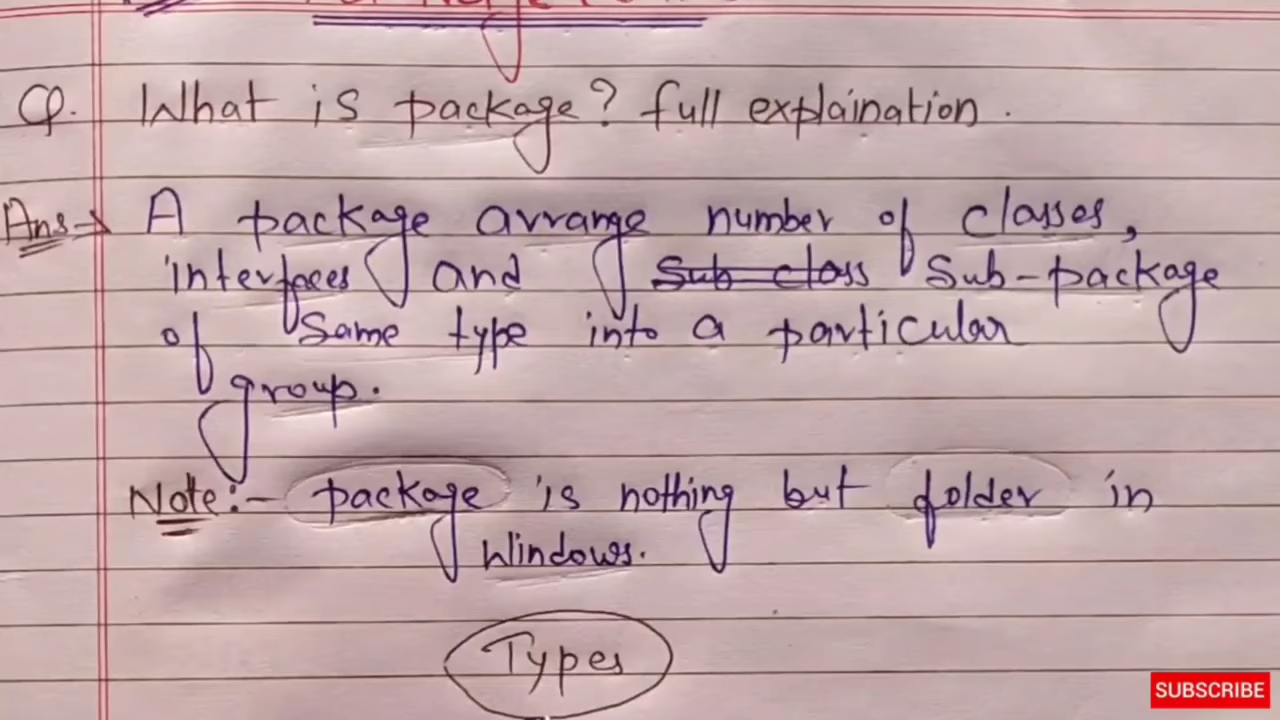 Q. What is package? full explaination.
Ans→ A package arrange number of classes,
interfaces and Sub class Sub-package
of Same type into a particular
group.
Note:- package is nothing but folder in
Windows.
Types
SUBSCRIBE